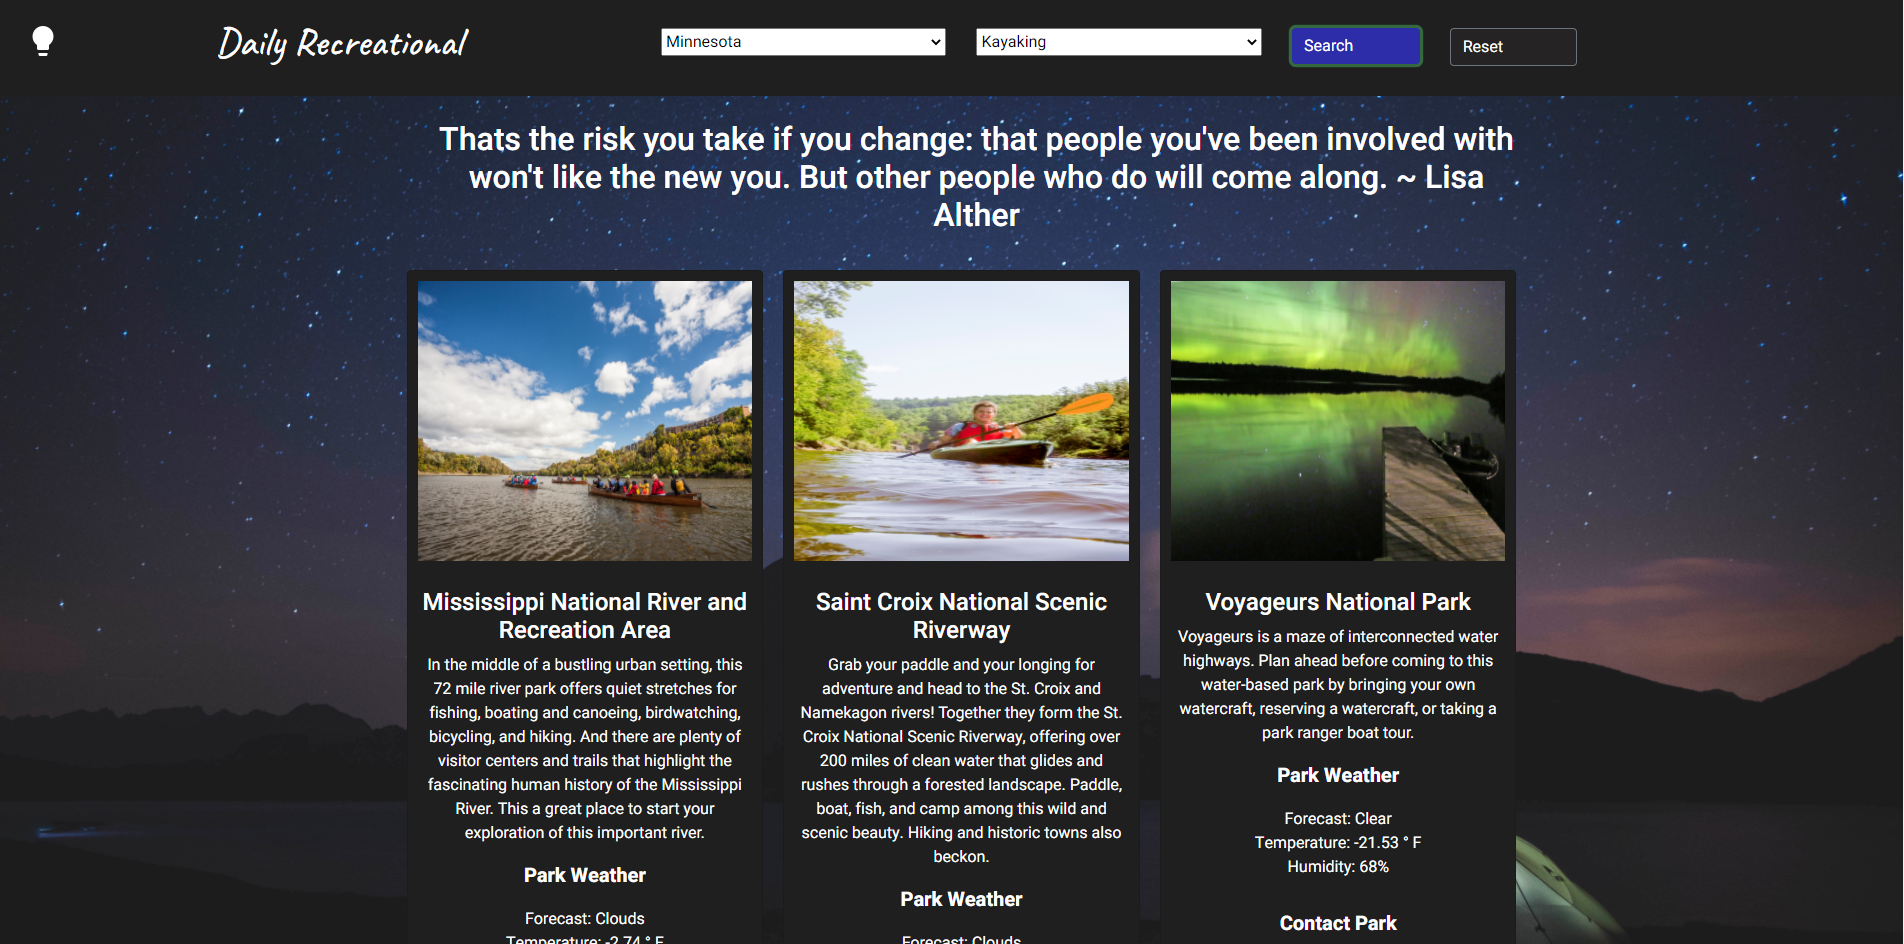 Daily Recreational
Minnesota
Kayaking
Search
Reset
Thats the risk you take if you change: that people you've been involved with
won't like the new you. But other people who do will come along. ~ Lisa
Alther
Mississippi National River and
Recreation Area
In the middle of a bustling urban setting, this
72 mile river park offers quiet stretches for
fishing, boating and canoeing, birdwatching,
bicycling, and hiking. And there are plenty of
visitor centers and trails that highlight the
fascinating human history of the Mississippi
River. This a great place to start your
exploration of this important river.
Park Weather
Forecast: Clouds
Temperature: -2.74 ° F
Saint Croix National Scenic
Riverway
Grab your paddle and your longing for
adventure and head to the St. Croix and
Namekagon rivers! Together they form the St.
Croix National Scenic Riverway, offering over
200 miles of clean water that glides and
rushes through a forested landscape. Paddle,
boat, fish, and camp among this wild and
scenic beauty. Hiking and historic towns also
beckon.
Park Weather
Forecast: Clouds
Voyageurs National Park
Voyageurs is a maze of interconnected water
highways. Plan ahead before coming to this
water-based park by bringing your own
watercraft, reserving a watercraft, or taking a
park ranger boat tour.
Park Weather
Forecast: Clear
Temperature: -21.53 ° F
Humidity: 68%
Contact Park